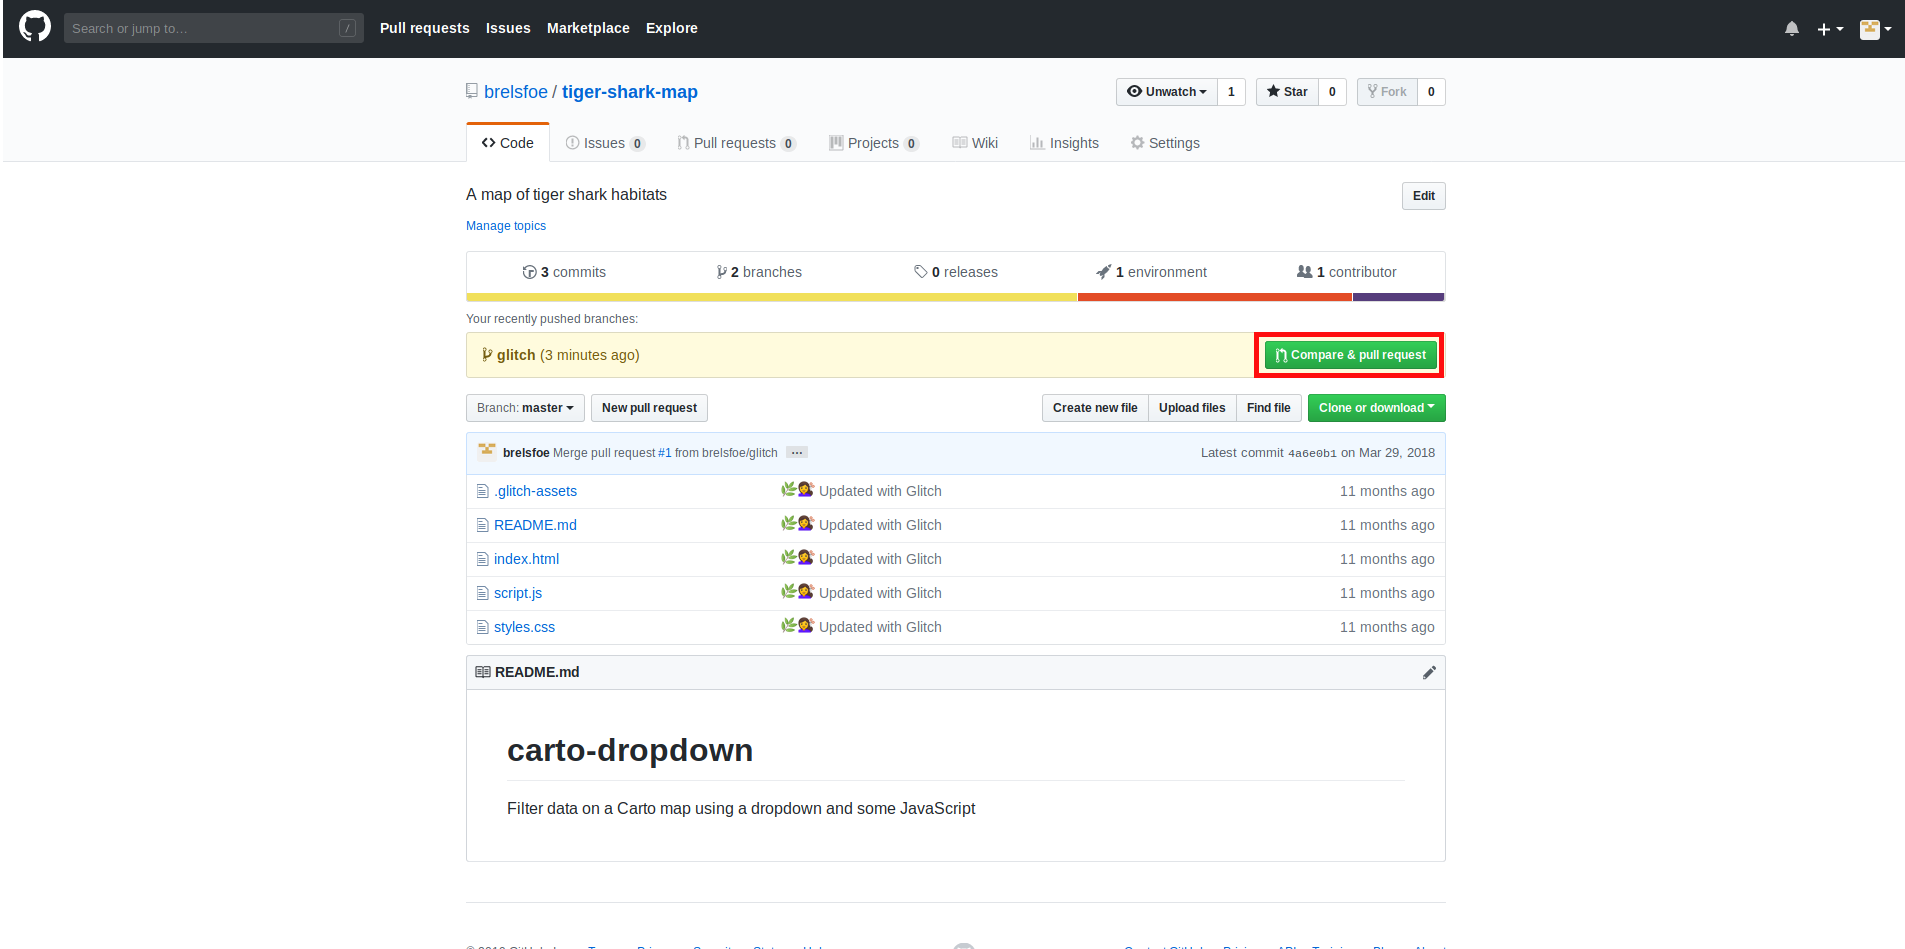 Search or jump to... /
Pull requests Issues Marketplace Explore
brelsfoe / tiger-shark-map
Unwatch 1 Star 0 Fork 0
Code Issues 0 Pull requests 0 Projects 0 Wiki Insights Settings
A map of tiger shark habitats
Edit
Manage topics
3 commits 2 branches 0 releases 1 environment 1 contributor
Your recently pushed branches:
glitch (3 minutes ago) Compare & pull request
Branch: master New pull request Create new file Upload files Find file Clone or download
brelsfoe Merge pull request #1 from brelsfoe/glitch ... Latest commit 4a6e0b1 on Mar 29, 2018
.glitch-assets 🌿💇‍♀️ Updated with Glitch 11 months ago
README.md 🌿💇‍♀️ Updated with Glitch 11 months ago
index.html 🌿💇‍♀️ Updated with Glitch 11 months ago
script.js 🌿💇‍♀️ Updated with Glitch 11 months ago
styles.css 🌿💇‍♀️ Updated with Glitch 11 months ago
README.md
carto-dropdown
Filter data on a Carto map using a dropdown and some JavaScript